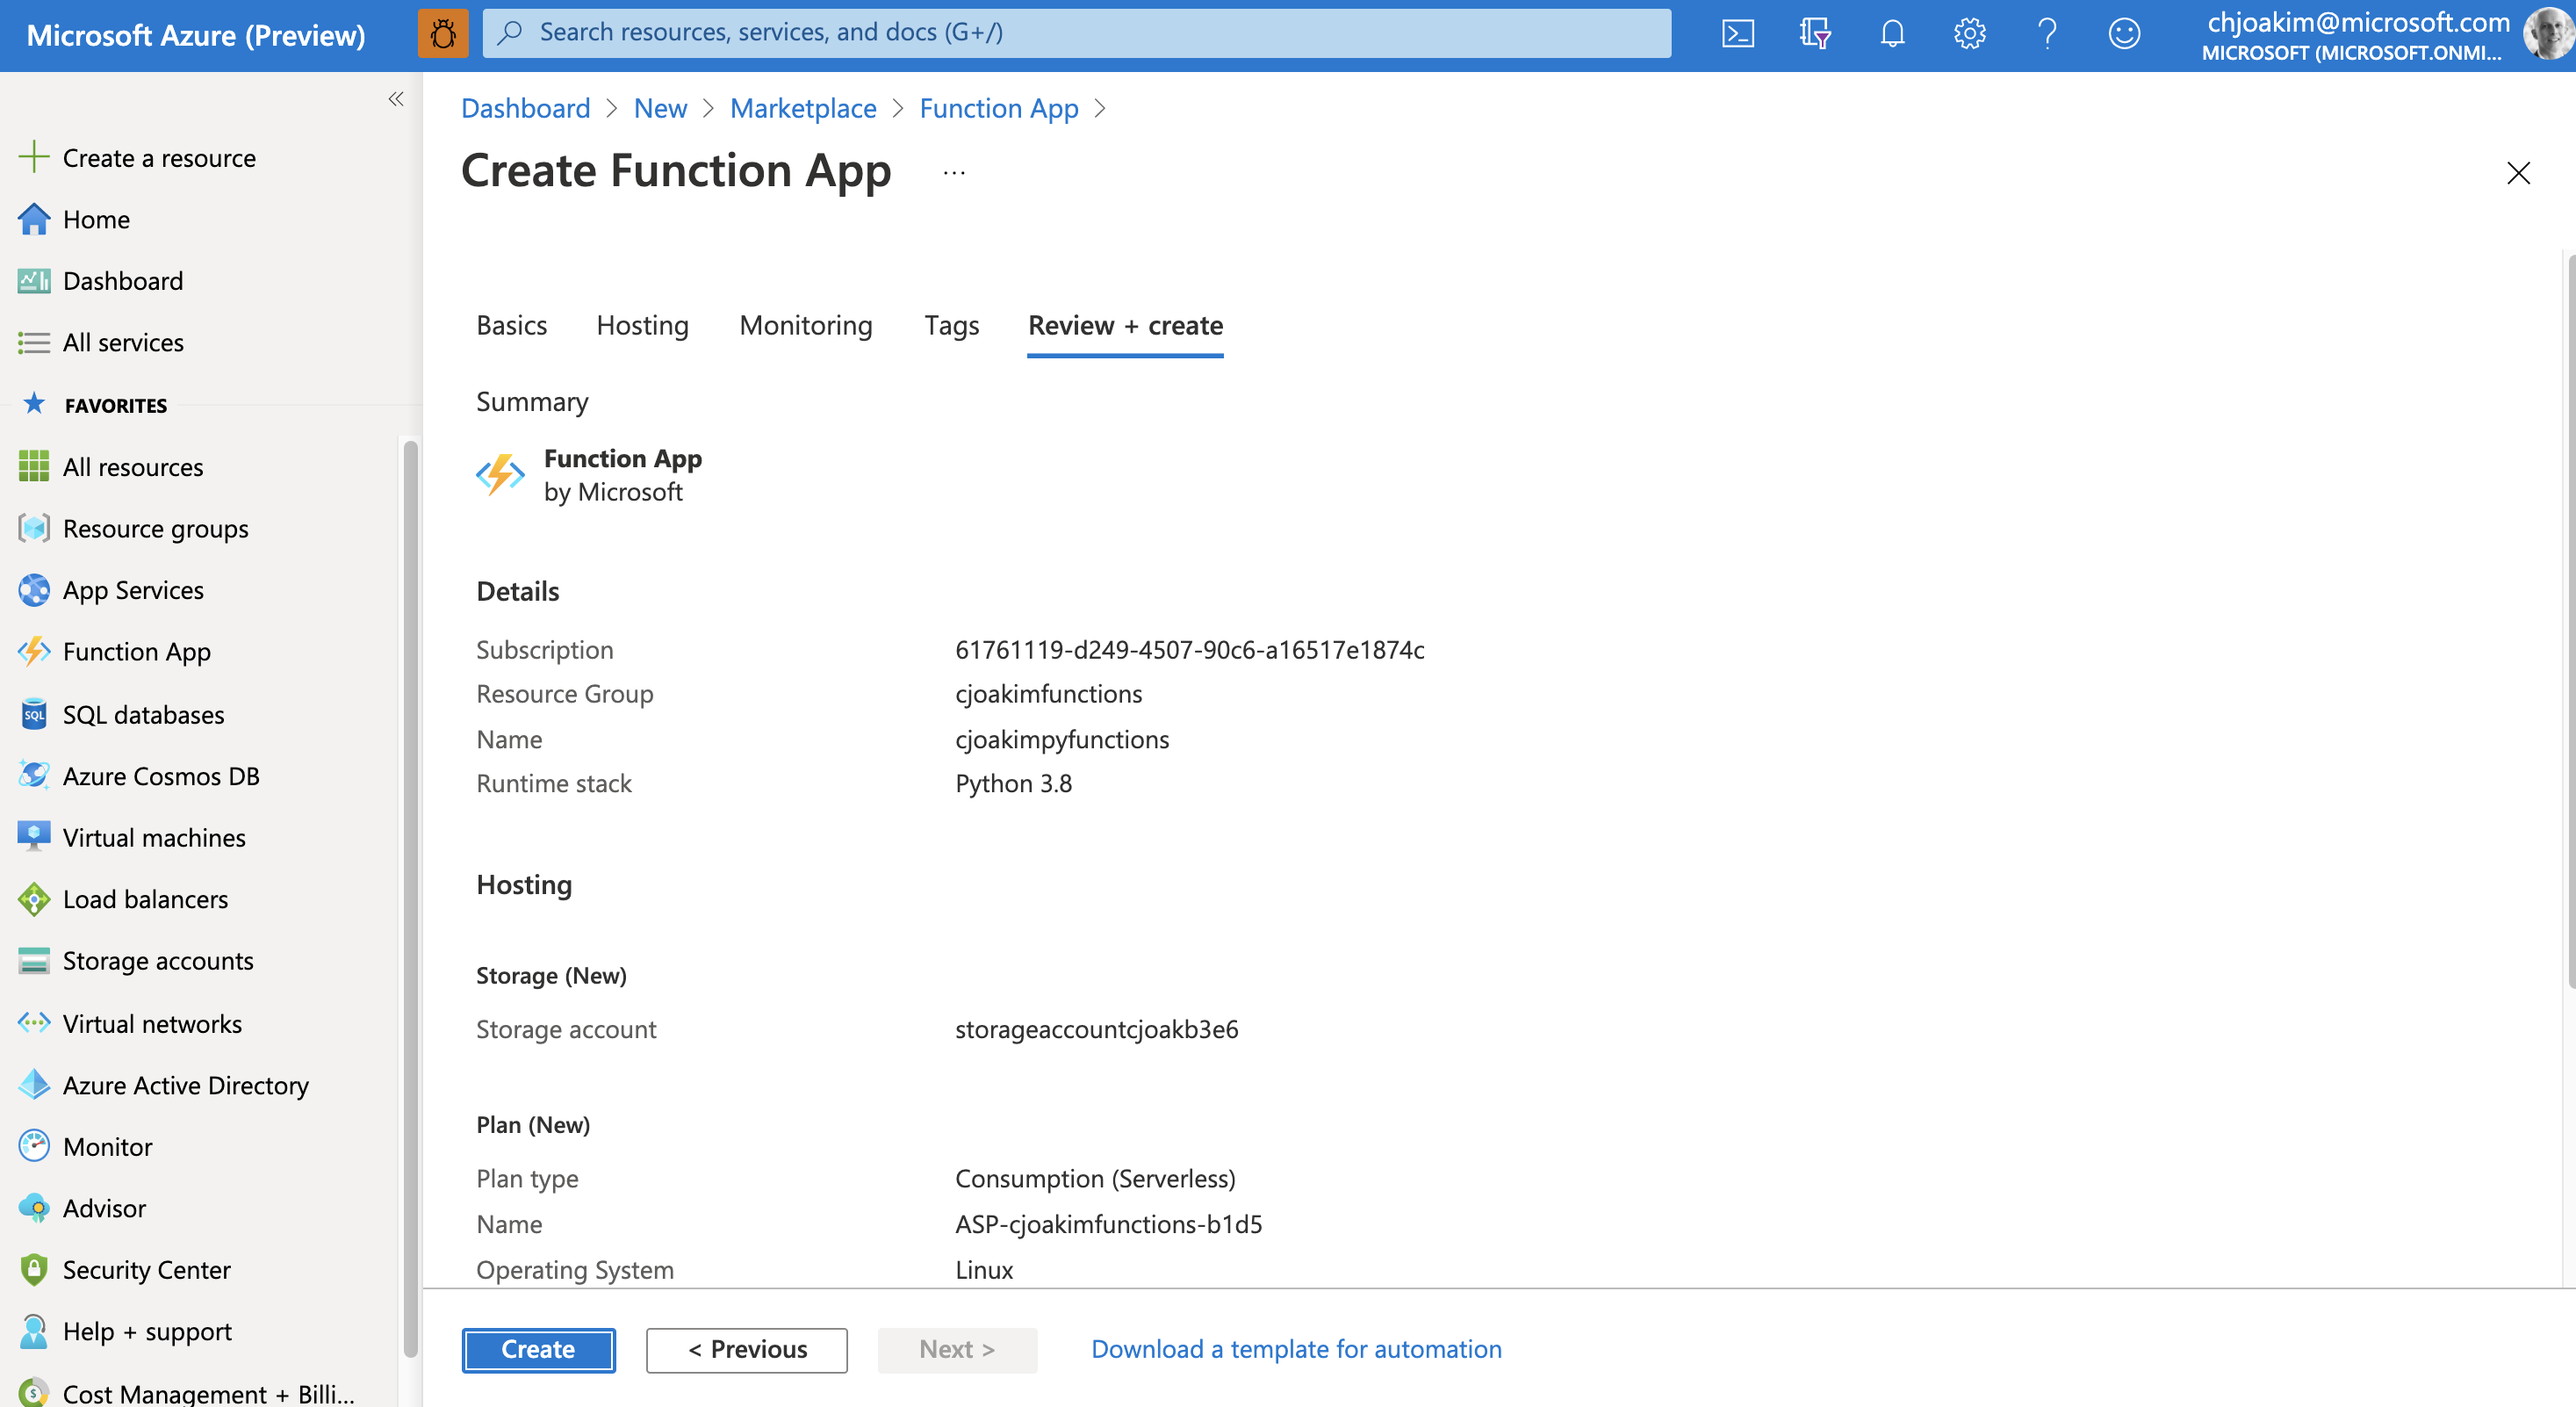 Microsoft Azure (Preview)
Search resources, services, and docs (G+/)
chjoakim@microsoft.com
MICROSOFT (MICROSOFT.ONMI...
Create a resource
Home
Dashboard
All services
FAVORITES
All resources
Resource groups
App Services
Function App
SQL databases
Azure Cosmos DB
Virtual machines
Load balancers
Storage accounts
Virtual networks
Azure Active Directory
Monitor
Advisor
Security Center
Help + support
Cost Management + Billi...
Dashboard > New > Marketplace > Function App >
Create Function App ...
Basics Hosting Monitoring Tags Review + create
Summary
Function App
by Microsoft
Details
Subscription 61761119-d249-4507-90c6-a16517e1874c
Resource Group cjoakimfunctions
Name cjoakimpyfunctions
Runtime stack Python 3.8
Hosting
Storage (New)
Storage account storageaccountcjoakb3e6
Plan (New)
Plan type Consumption (Serverless)
Name ASP-cjoakimfunctions-b1d5
Operating System Linux
Create < Previous Next > Download a template for automation